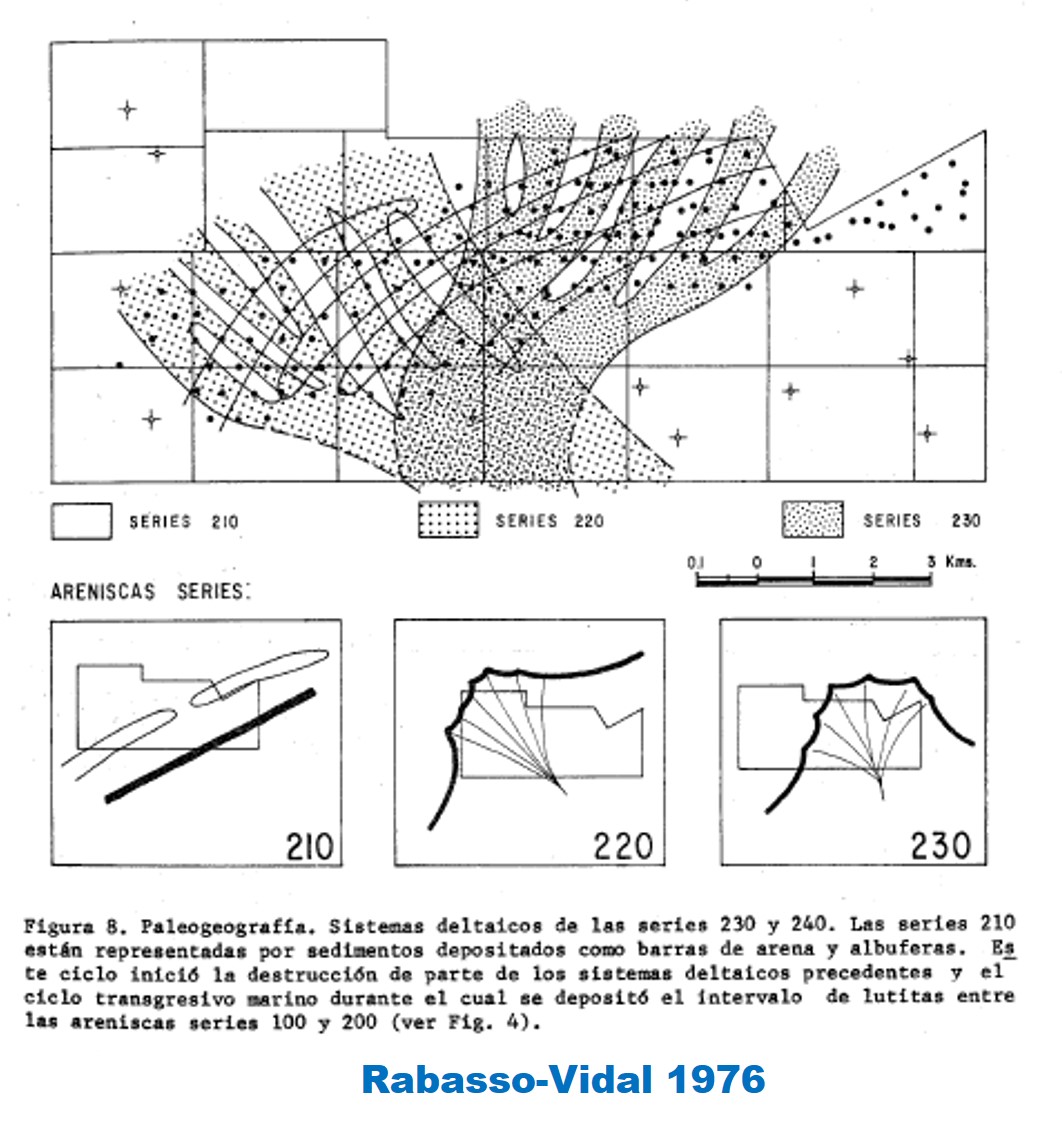 SERIES 210
SERIES 220
SERIES 230
0.1 0 1 2 3 Kms.
ARENISCAS SERIES:
210
220
230
Figura 8. Paleogeografía. Sistemas deltaicos de las series 230 y 240. Las series 210
están representadas por sedimentos depositados como barras de arena y albuferas. Es
te ciclo inició la destrucción de parte de los sistemas deltaicos precedentes y el
ciclo transgresivo marino durante el cual se depositó el intervalo de lutitas entre
las areniscas series 100 y 200 (ver Fig. 4).
Rabasso-Vidal 1976